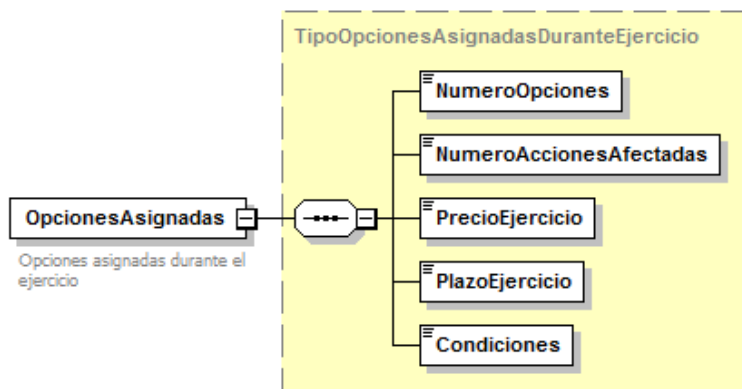 TipoOpcionesAsignadasDuranteEjercicio
NumeroOpciones
NumeroAccionesAfectadas
OpcionesAsignadas
PrecioEjercicio
Opciones asignadas durante el
ejercicio
PlazoEjercicio
Condiciones